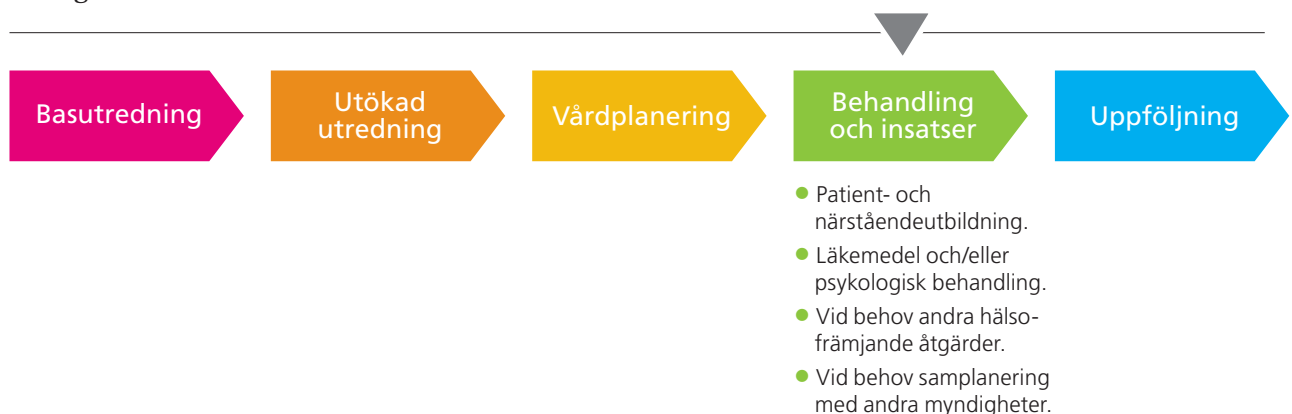 Basutredning
Utökad
utredning
Vårdplanering
Behandling
och insatser
Uppföljning
Patient- och
närståendeutbildning.
Läkemedel och/eller
psykologisk behandling.
Vid behov andra hälso-
främjande åtgärder.
Vid behov samplanering
med andra myndigheter.